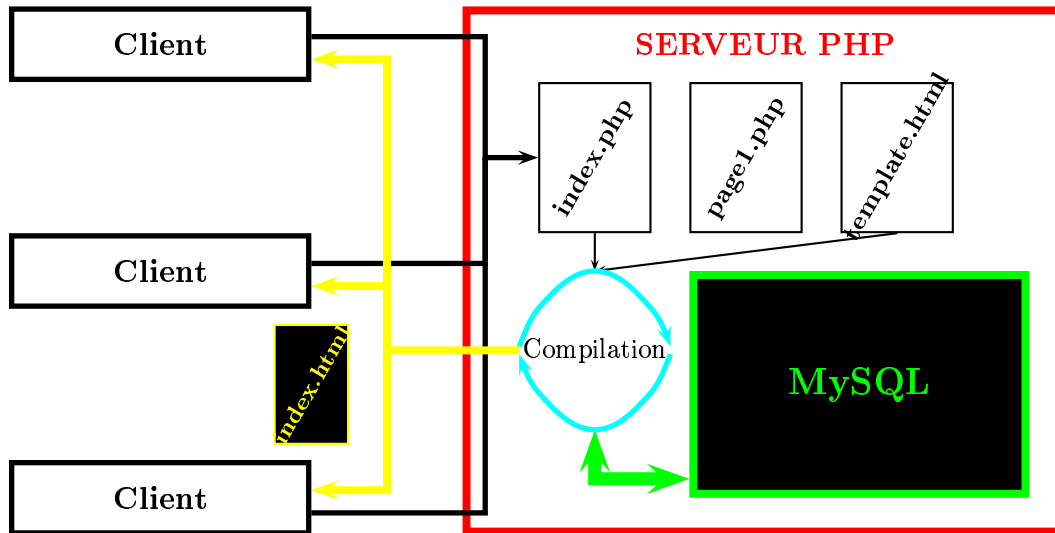 Client
SERVEUR PHP
index.php
page1.php
template.html
Client
index.html
Compilation
MySQL
Client